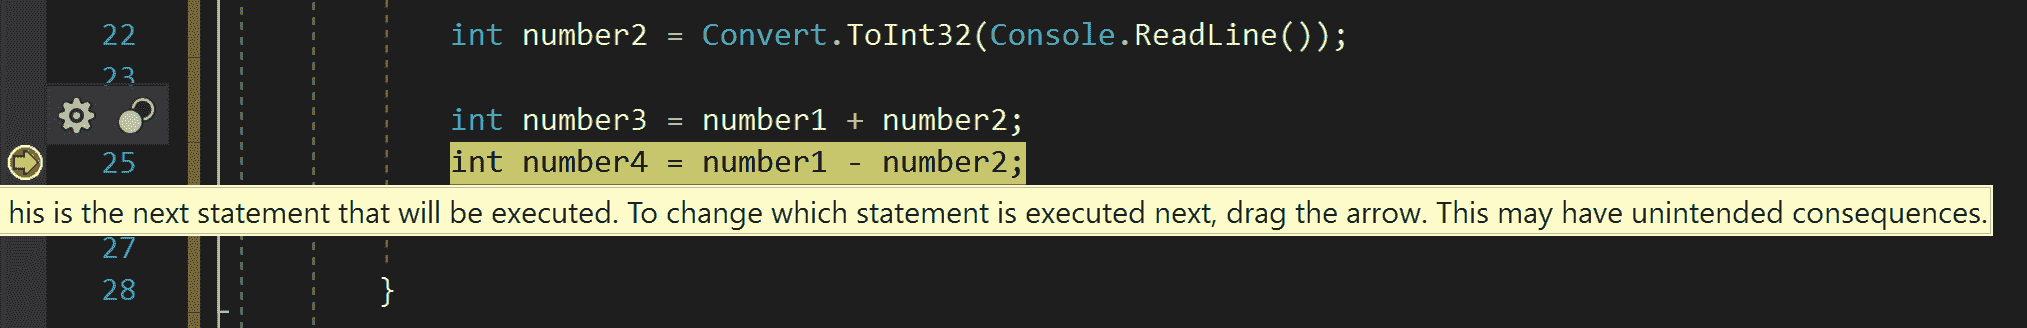 22 int number2 = Convert.ToInt32(Console.ReadLine());
23
int number3 = number1 + number2;
25 int number4 = number1 - number2;
his is the next statement that will be executed. To change which statement is executed next, drag the arrow. This may have unintended consequences.
27
28 }